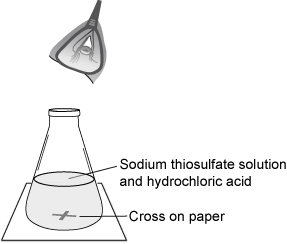 Sodium thiosulfate solution
and hydrochloric acid
Cross on paper